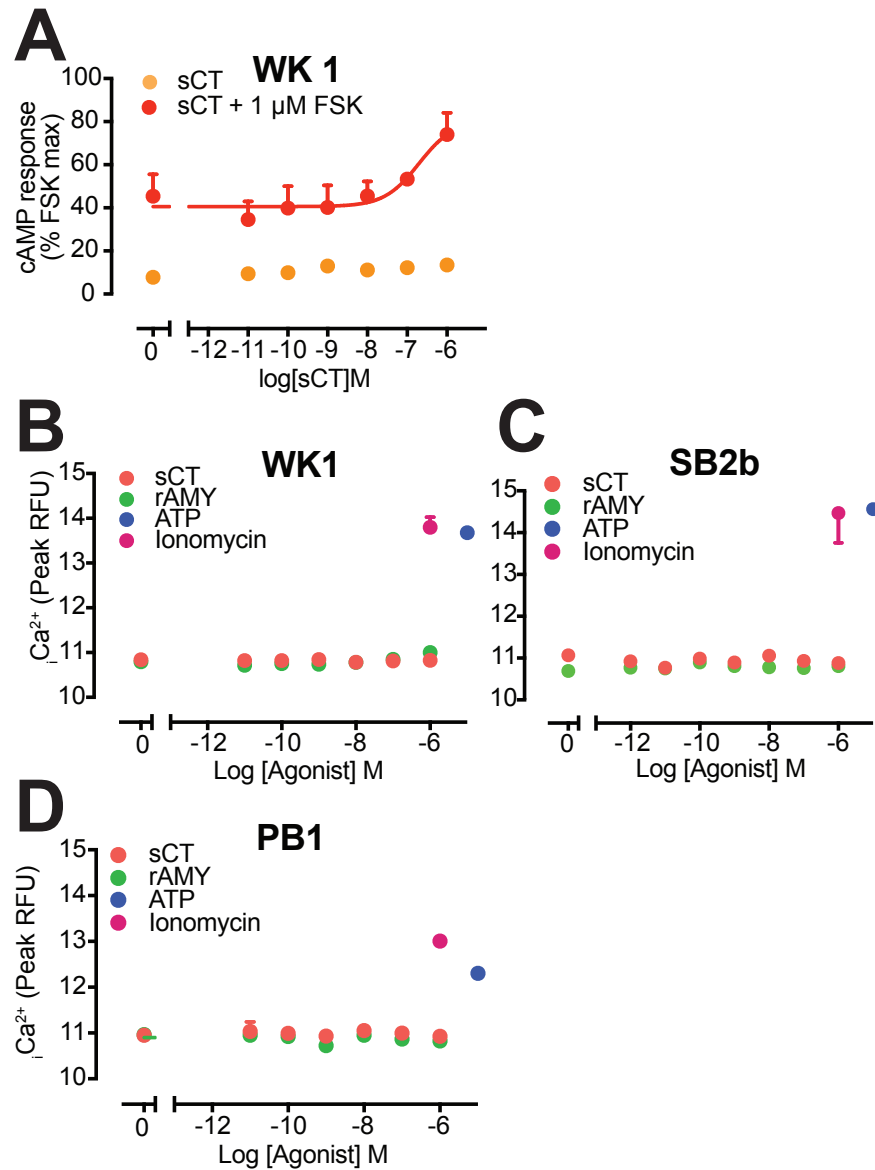 A
WK 1
sCT
sCT + 1 µM FSK
cAMP response
(% FSK max)
100
80
60
40
20
0
0 -12 -11 -10 -9 -8 -7 -6
log[sCT]M
B
WK1
sCT
rAMY
ATP
Ionomycin
iCa2+ (Peak RFU)
15
14
13
12
11
10
0 -12 -10 -8 -6
Log [Agonist] M
C
SB2b
sCT
rAMY
ATP
Ionomycin
15
14
13
12
11
10
0 -12 -10 -8 -6
Log [Agonist] M
D
PB1
sCT
rAMY
ATP
Ionomycin
iCa2+ (Peak RFU)
15
14
13
12
11
10
0 -12 -10 -8 -6
Log [Agonist] M